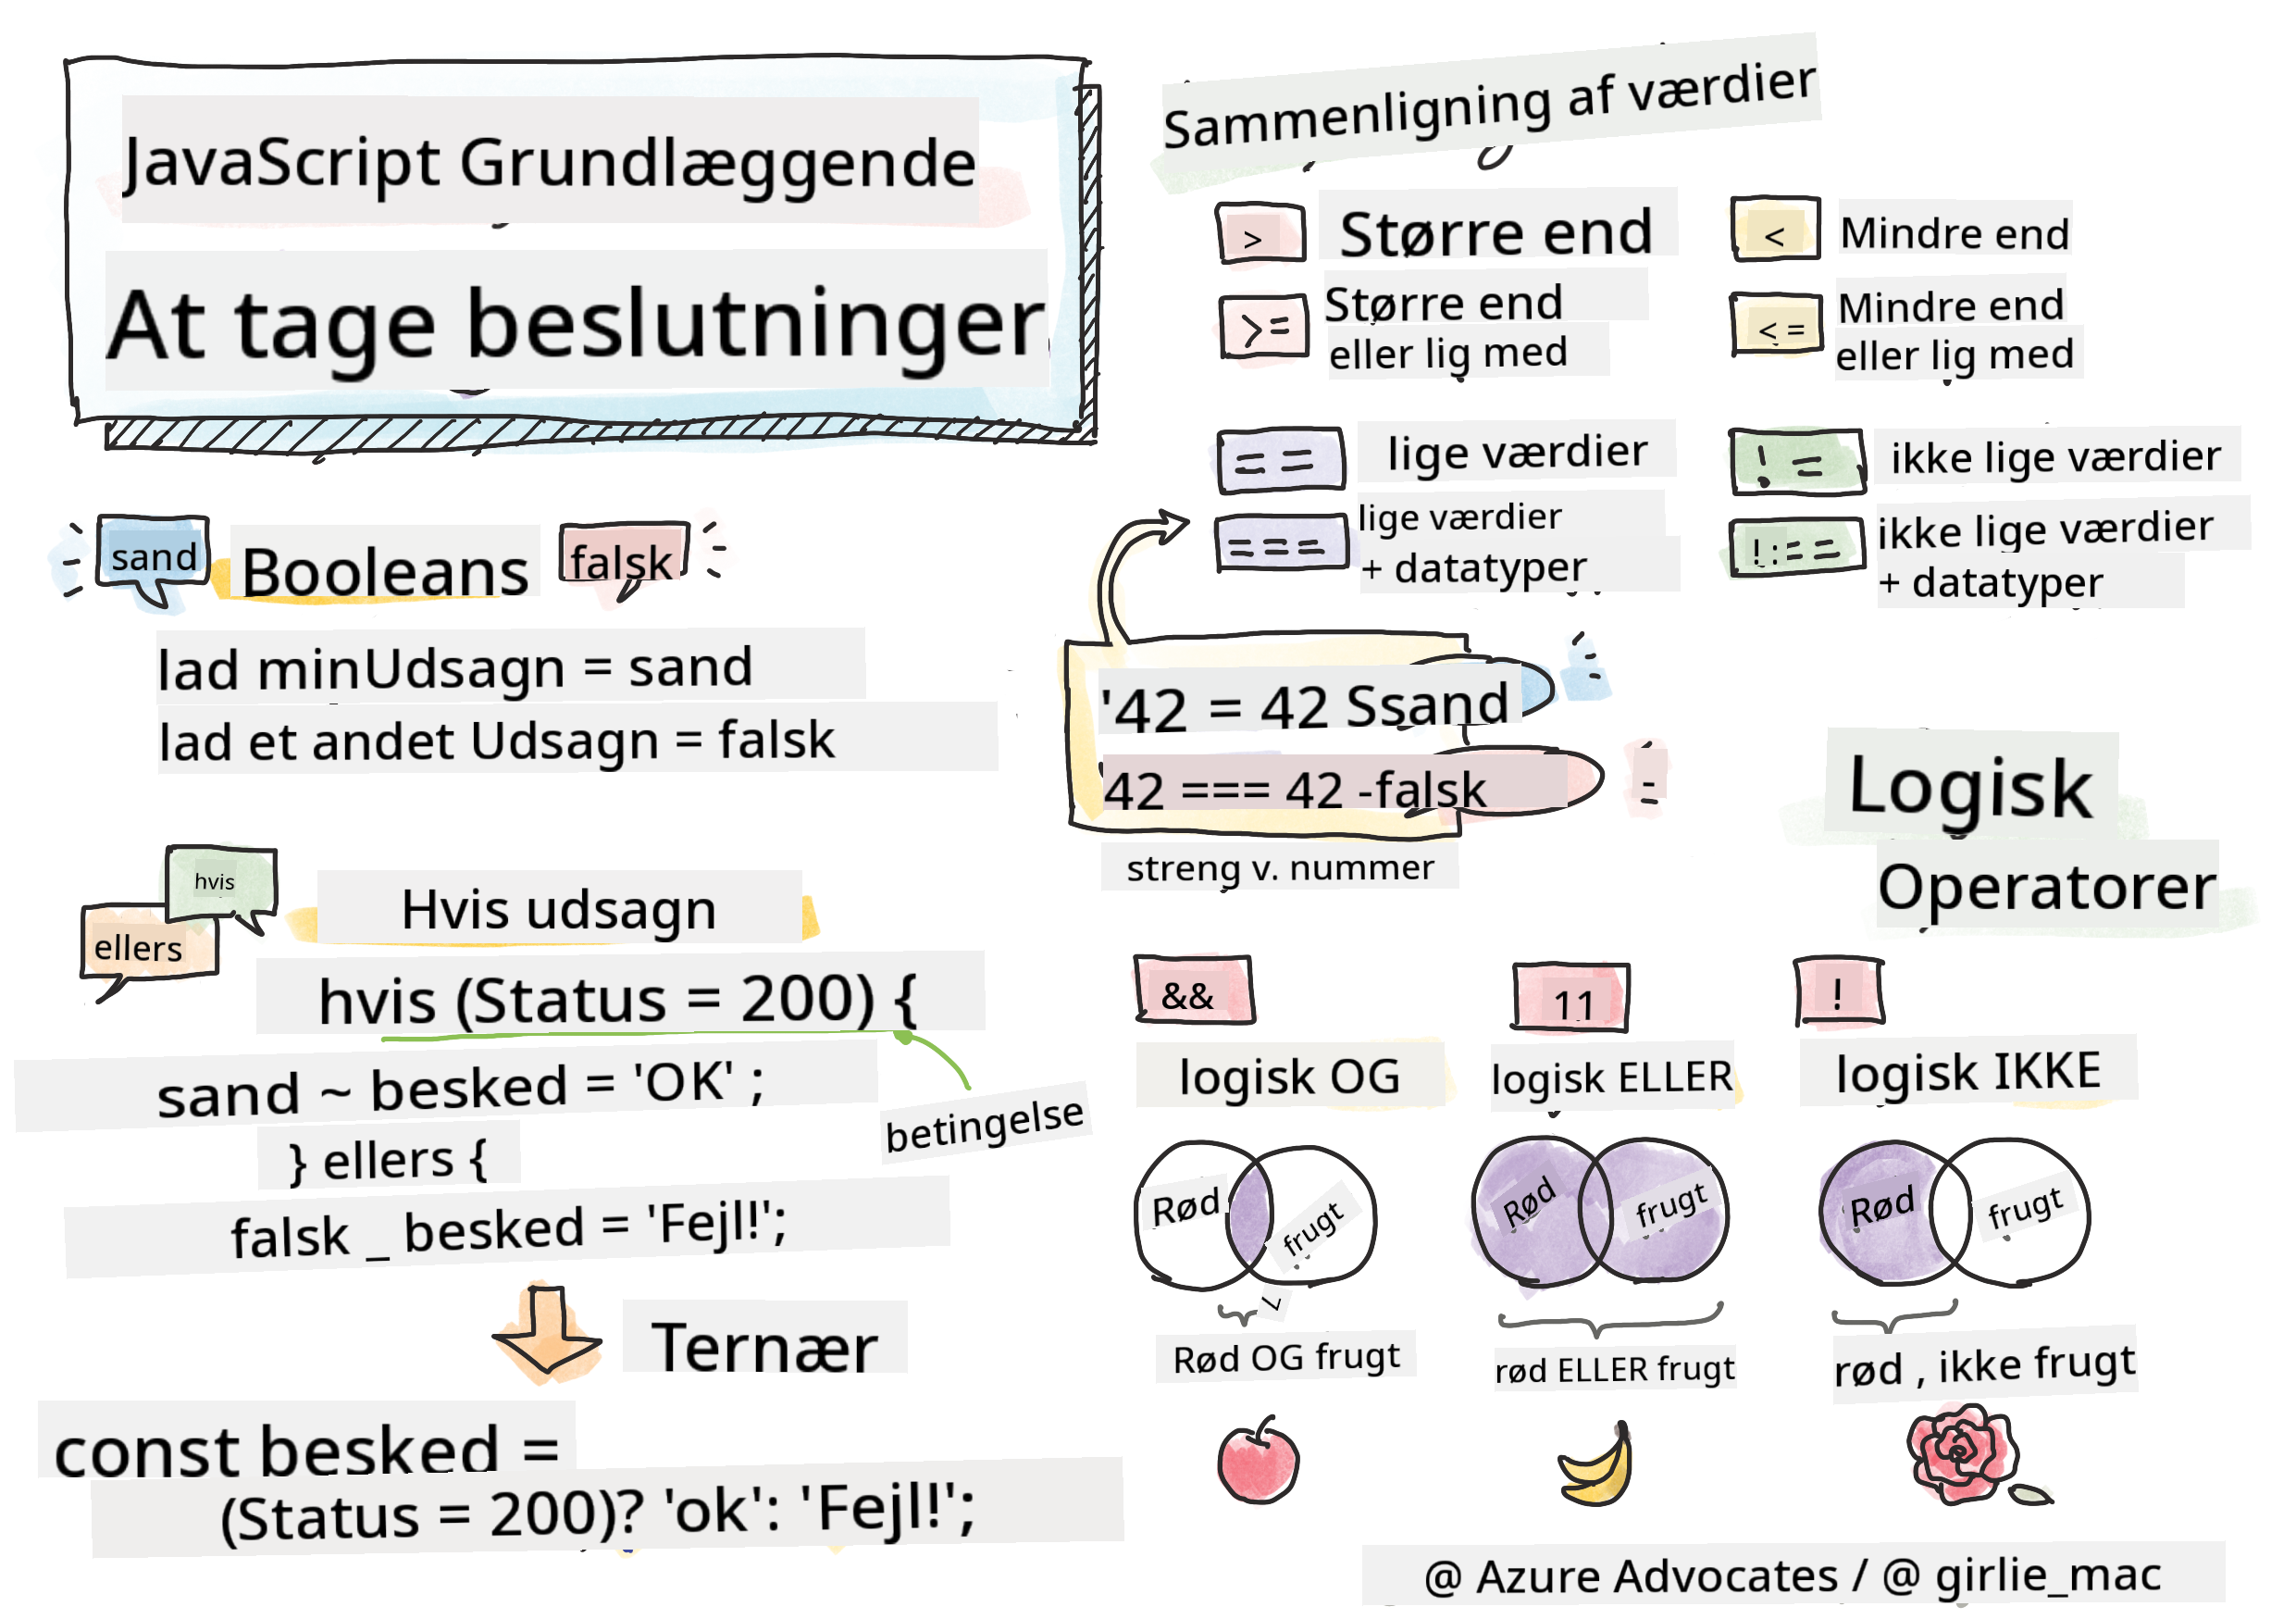 JavaScript Grundlæggende
At tage beslutninger
sand
Booleans
falsk
lad minUdsagn = sand
lad et andet Udsagn = falsk
hvis
ellers
Hvis udsagn
hvis (Status = 200) {
sand ~ besked = 'OK' ;
betingelse
} ellers {
falsk _ besked = 'Fejl!';
Ternær
const besked =
(Status = 200)? 'ok': 'Fejl!';
Sammenligning af værdier
> Større end
< Mindre end
>= Større end
eller lig med
<= Mindre end
eller lig med
== lige værdier
!= ikke lige værdier
=== lige værdier
+ datatyper
!:== ikke lige værdier
+ datatyper
'42 = 42 Ssand
42 === 42 -falsk
-
streng v. nummer
Logisk
Operatorer
&&
11
!
logisk OG
logisk ELLER
logisk IKKE
Rød
frugt
Rød
frugt
Rød
frugt
Rød OG frugt
rød ELLER frugt
rød , ikke frugt
@ Azure Advocates / @ girlie_mac